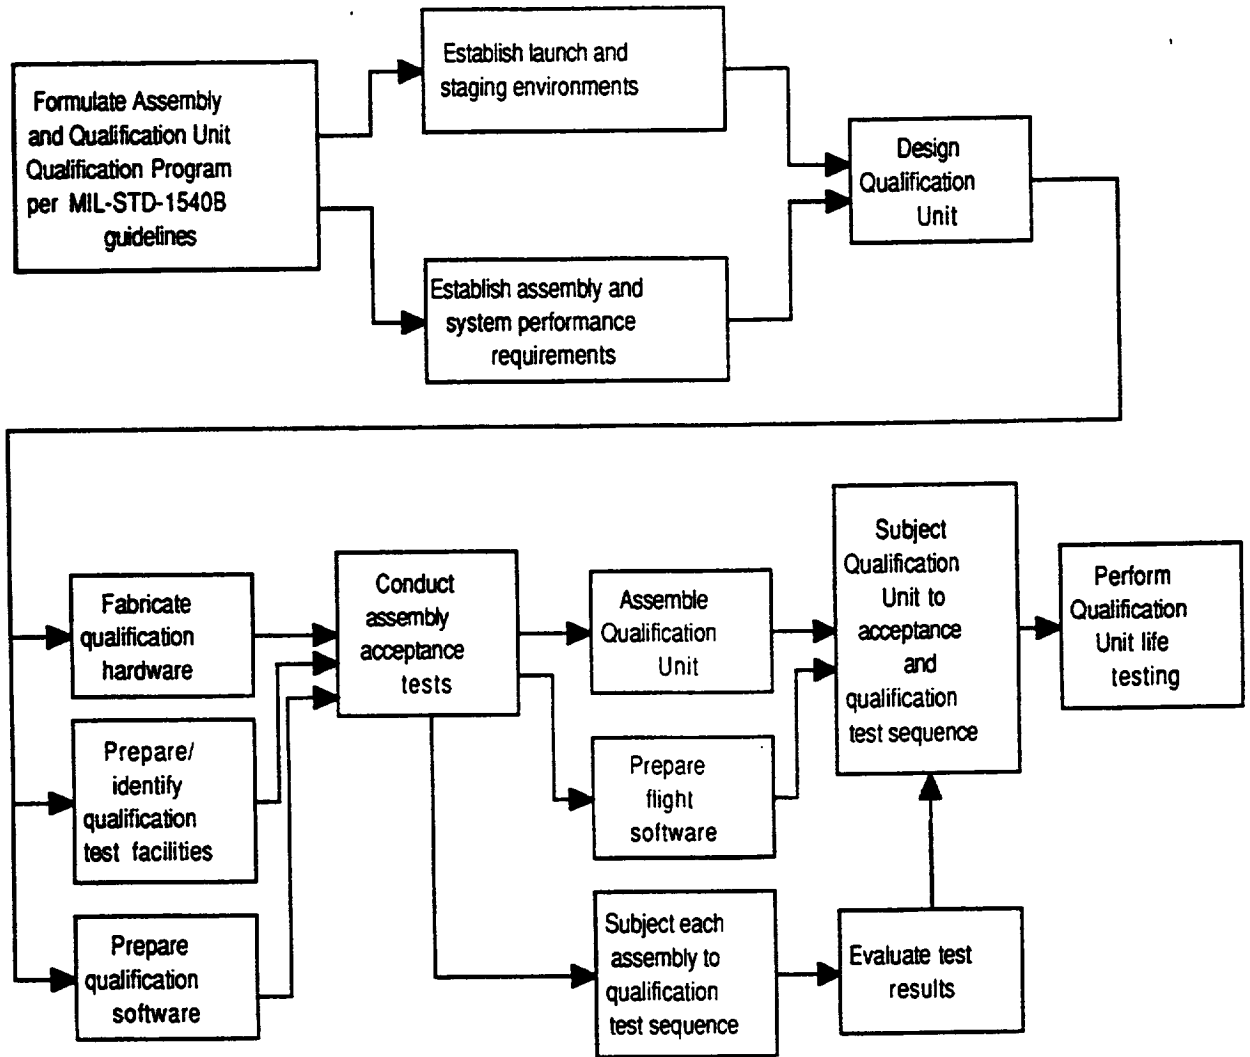 Formulate Assembly
and Qualification Unit
Qualification Program
per MIL-STD-1540B
guidelines
Establish launch and
staging environments
Establish assembly and
system performance
requirements
Design
Qualification
Unit
Fabricate
qualification
hardware
Prepare/
identify
qualification
test facilities
Prepare
qualification
software
Conduct
assembly
acceptance
tests
Assemble
Qualification
Unit
Prepare
flight
software
Subject each
assembly to
qualification
test sequence
Subject
Qualification
Unit to
acceptance
and
qualification
test sequence
Evaluate test
results
Perform
Qualification
Unit life
testing